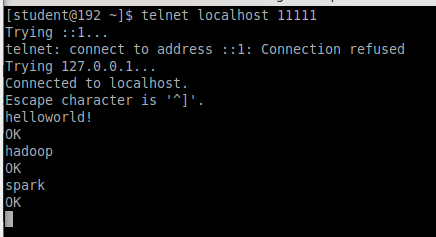 [student@192 ~]$ telnet localhost 11111
Trying ::1...
telnet: connect to address ::1: Connection refused
Trying 127.0.0.1...
Connected to localhost.
Escape character is '^]'.
helloworld!
OK
hadoop
OK
spark
OK